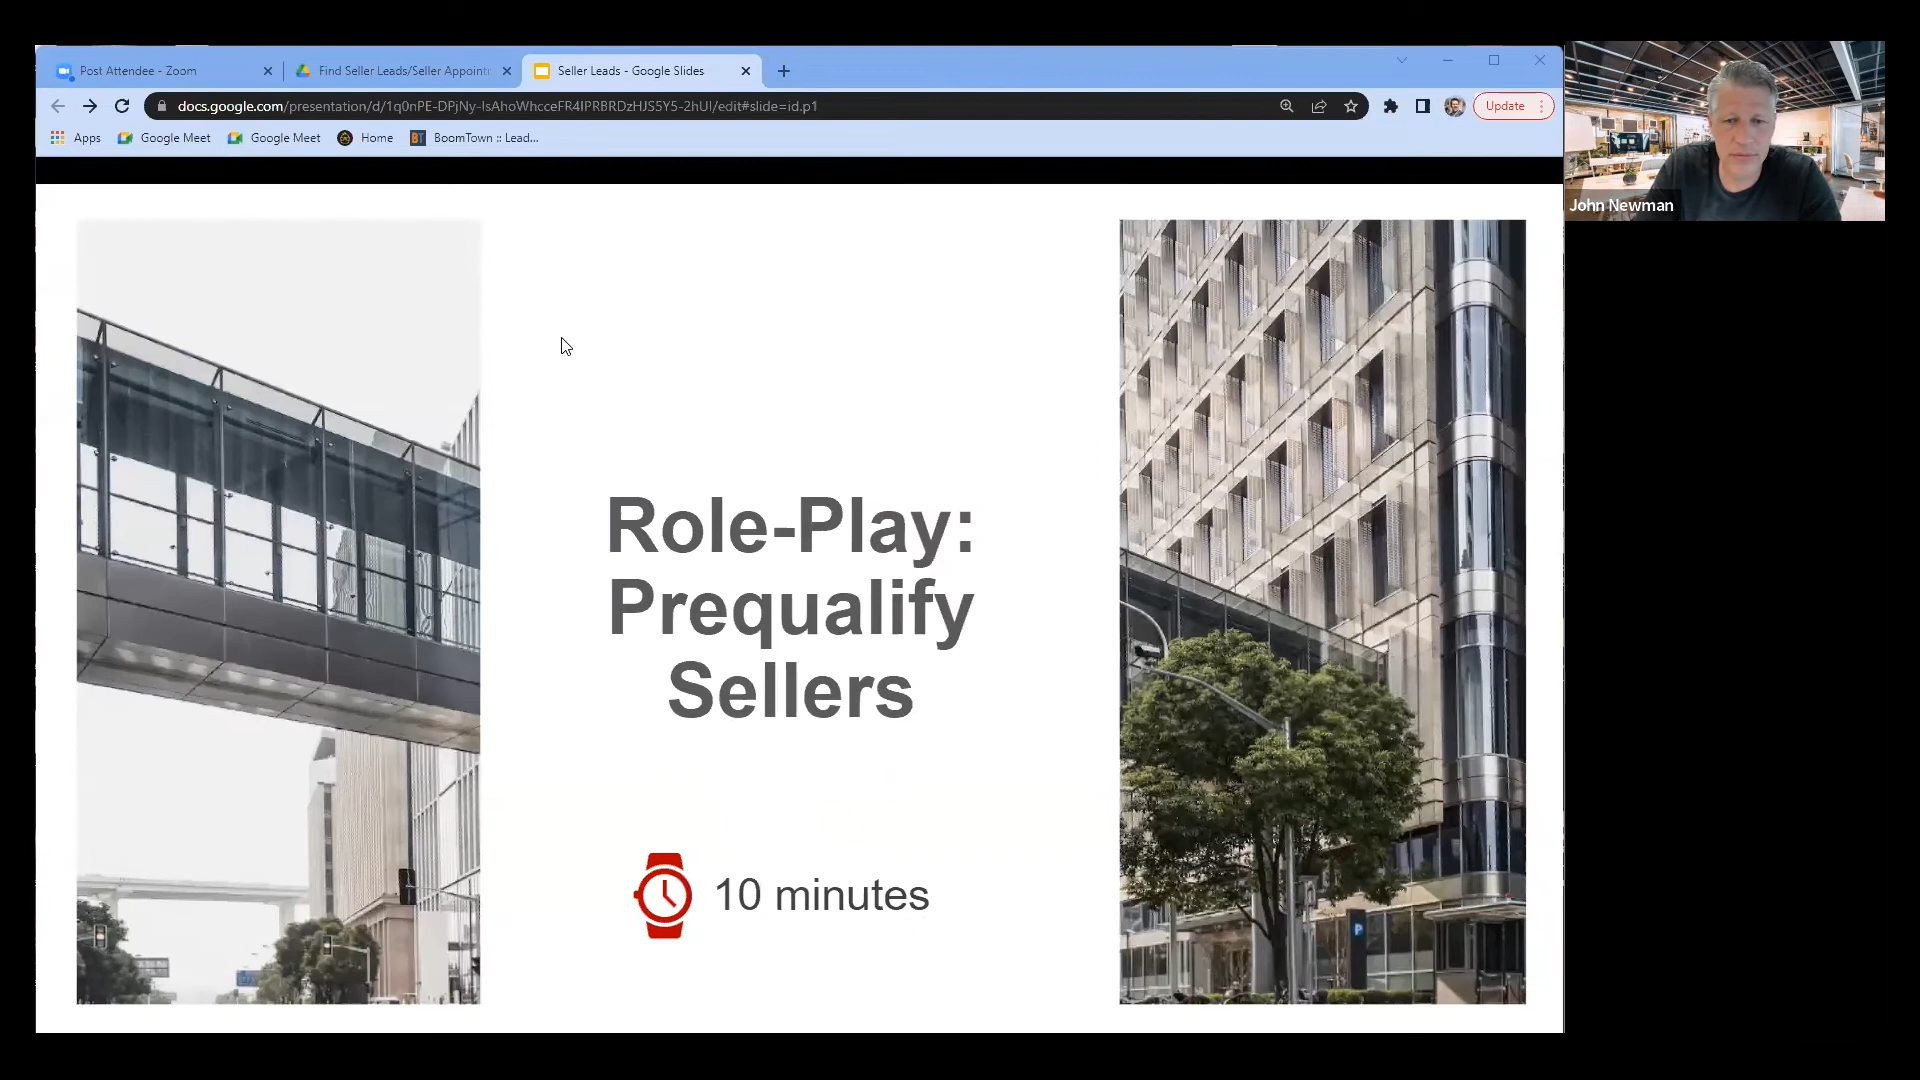 Post Attendee - Zoom
Find Seller Leads/Seller Appoint
Seller Leads - Google Slides
docs.google.com/presentation/d/1q0nPE-DPjNy-IsAhoWhcceFR4IPRBRDzHJS5Y5-2hUI/edit#slide=id.p1
Update
Apps
Google Meet
Google Meet
Home
BT
BoomTown :: Lead...
John Newman
Role-Play:
Prequalify
Sellers
10 minutes
P